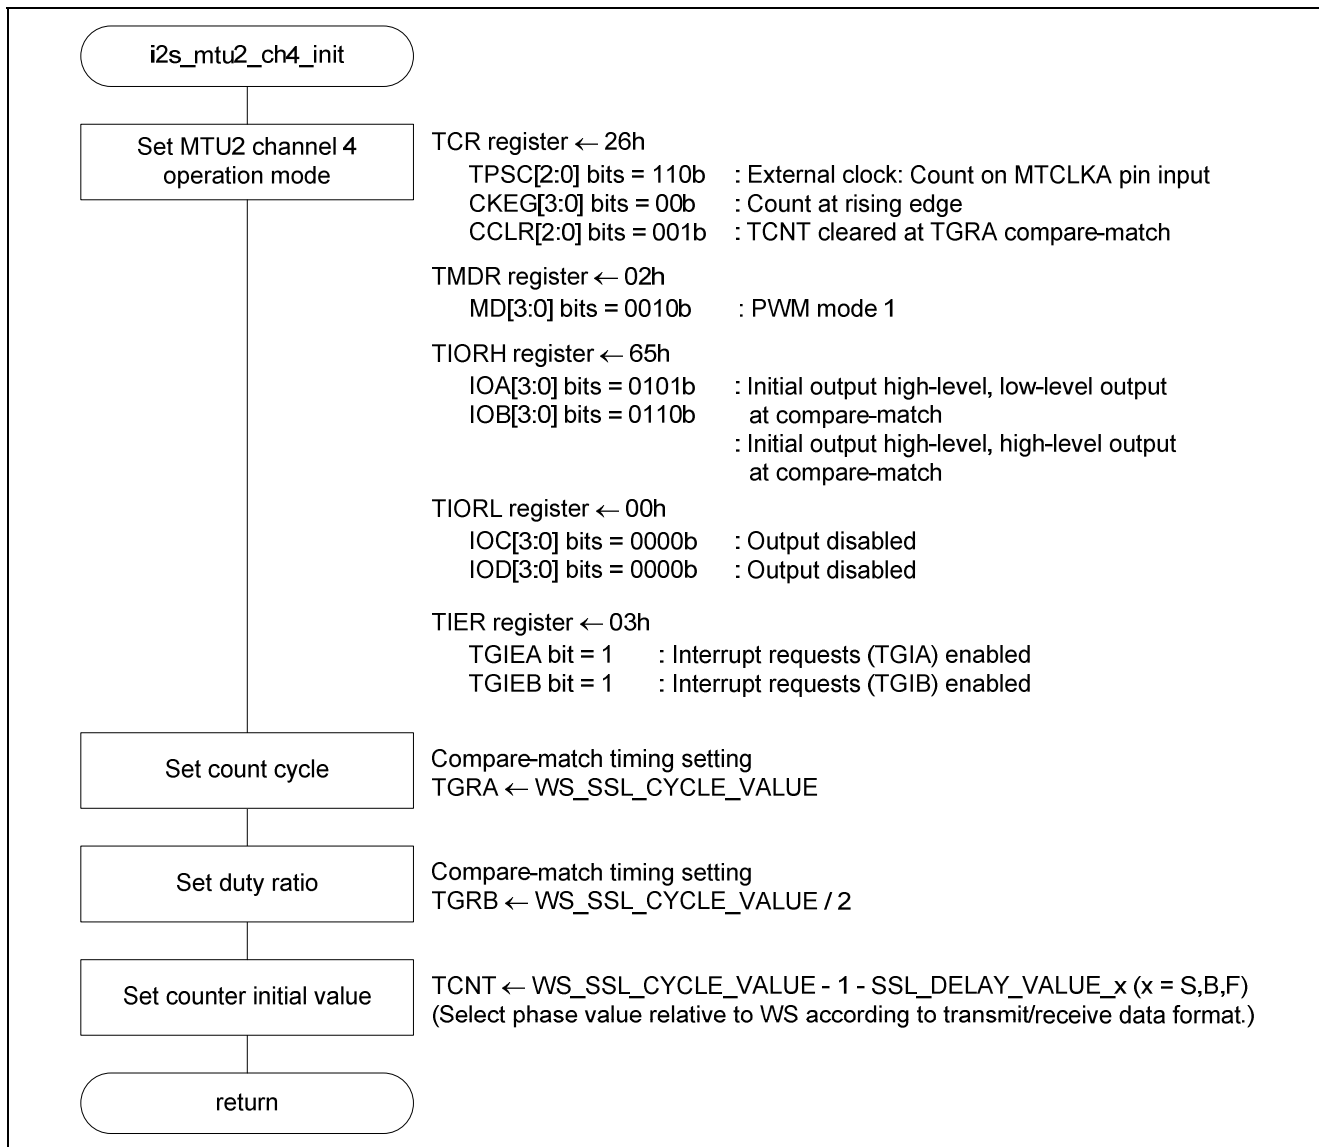 i2s_mtu2_ch4_init
Set MTU2 channel 4
operation mode
TCR register ← 26h
TPSC[2:0] bits = 110b : External clock: Count on MTCLKA pin input
CKEG[3:0] bits = 00b : Count at rising edge
CCLR[2:0] bits = 001b : TCNT cleared at TGRA compare-match
TMDR register ← 02h
MD[3:0] bits = 0010b : PWM mode 1
TIORH register ← 65h
IOA[3:0] bits = 0101b : Initial output high-level, low-level output
IOB[3:0] bits = 0110b at compare-match
: Initial output high-level, high-level output
at compare-match
TIORL register ← 00h
IOC[3:0] bits = 0000b : Output disabled
IOD[3:0] bits = 0000b : Output disabled
TIER register ← 03h
TGIEA bit = 1 : Interrupt requests (TGIA) enabled
TGIEB bit = 1 : Interrupt requests (TGIB) enabled
Set count cycle
Compare-match timing setting
TGRA ← WS_SSL_CYCLE_VALUE
Set duty ratio
Compare-match timing setting
TGRB ← WS_SSL_CYCLE_VALUE / 2
Set counter initial value
TCNT ← WS_SSL_CYCLE_VALUE - 1 - SSL_DELAY_VALUE_x (x = S,B,F)
(Select phase value relative to WS according to transmit/receive data format.)
return